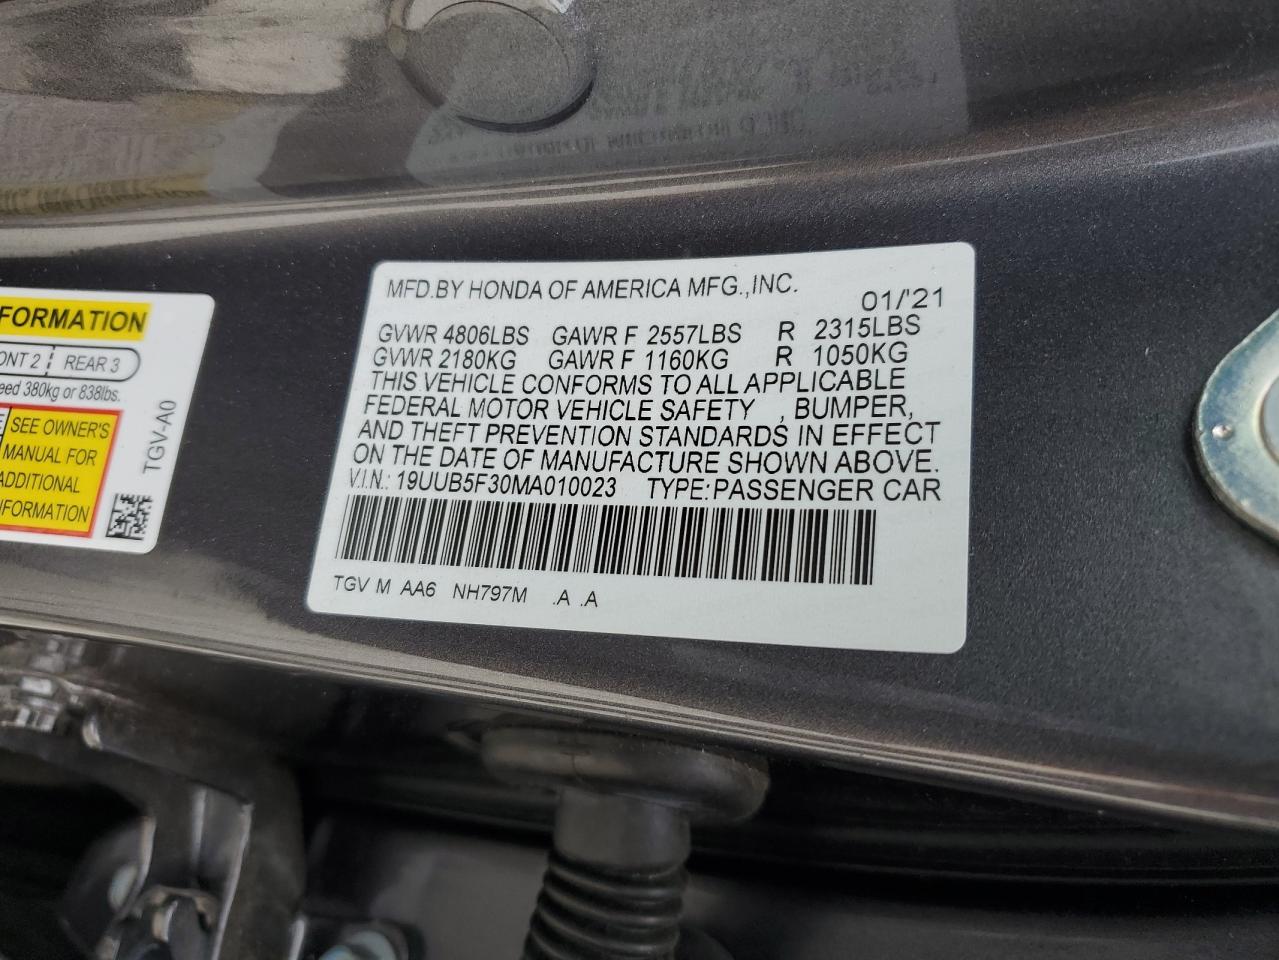 FORMATION
ONT 2 REAR 3
eed 380kg or 838lbs.
SEE OWNER'S
MANUAL FOR
ADDITIONAL
NFORMATION
TGV-A0
MFD.BY HONDA OF AMERICA MFG.,INC.
01/'21
GVWR 4806LBS GAWR F 2557LBS R 2315LBS
GVWR 2180KG GAWR F 1160KG R 1050KG
THIS VEHICLE CONFORMS TO ALL APPLICABLE
FEDERAL MOTOR VEHICLE SAFETY , BUMPER,
AND THEFT PREVENTION STANDARDS IN EFFECT
ON THE DATE OF MANUFACTURE SHOWN ABOVE.
V.I.N.: 19UUB5F30MA010023 TYPE:PASSENGER CAR
TGV M AA6 NH797M .A .A